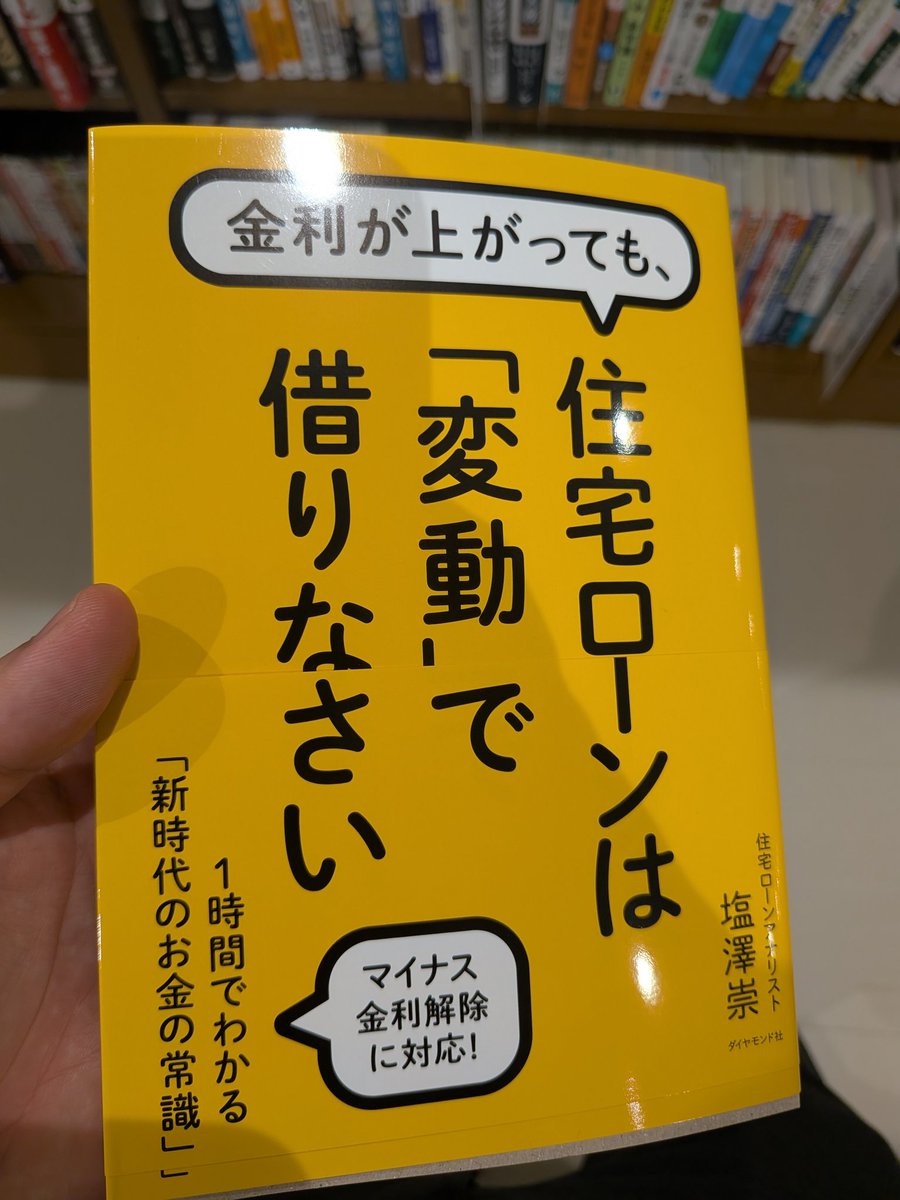 金利が上がっても、
住宅ローンは
「変動」で
借りなさい
1時間でわかる
「新時代のお金の常識」
マイナス
金利解除
に対応!
住宅ローンアナリスト
塩澤崇
ダイヤモンド社